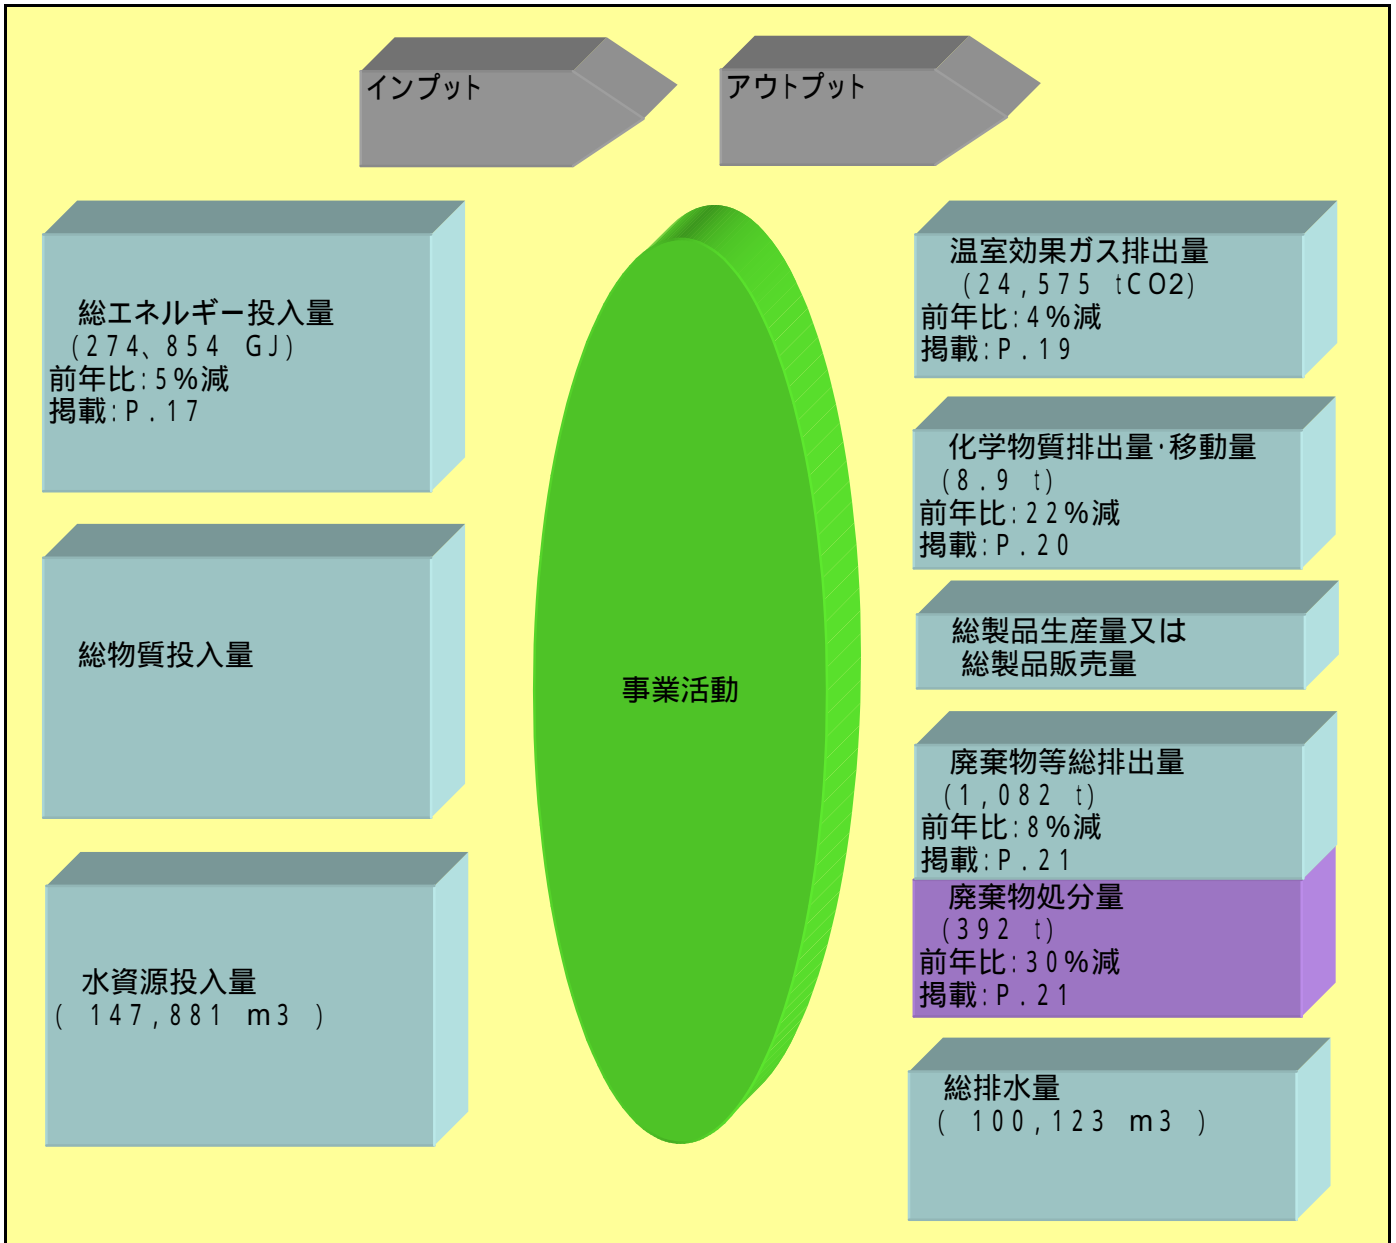 インプット
アウトプット
総エネルギー投入量
(274、854 GJ)
前年比:5%減
掲載:P.17
総物質投入量
水資源投入量
( 147,881 m3 )
事業活動
温室効果ガス排出量
(24,575 tCO2)
前年比:4%減
掲載:P.19
化学物質排出量・移動量
(8.9 t)
前年比:22%減
掲載:P.20
総製品生産量又は
総製品販売量
廃棄物等総排出量
(1,082 t)
前年比:8%減
掲載:P.21
廃棄物処分量
(392 t)
前年比:30%減
掲載:P.21
総排水量
( 100,123 m3 )